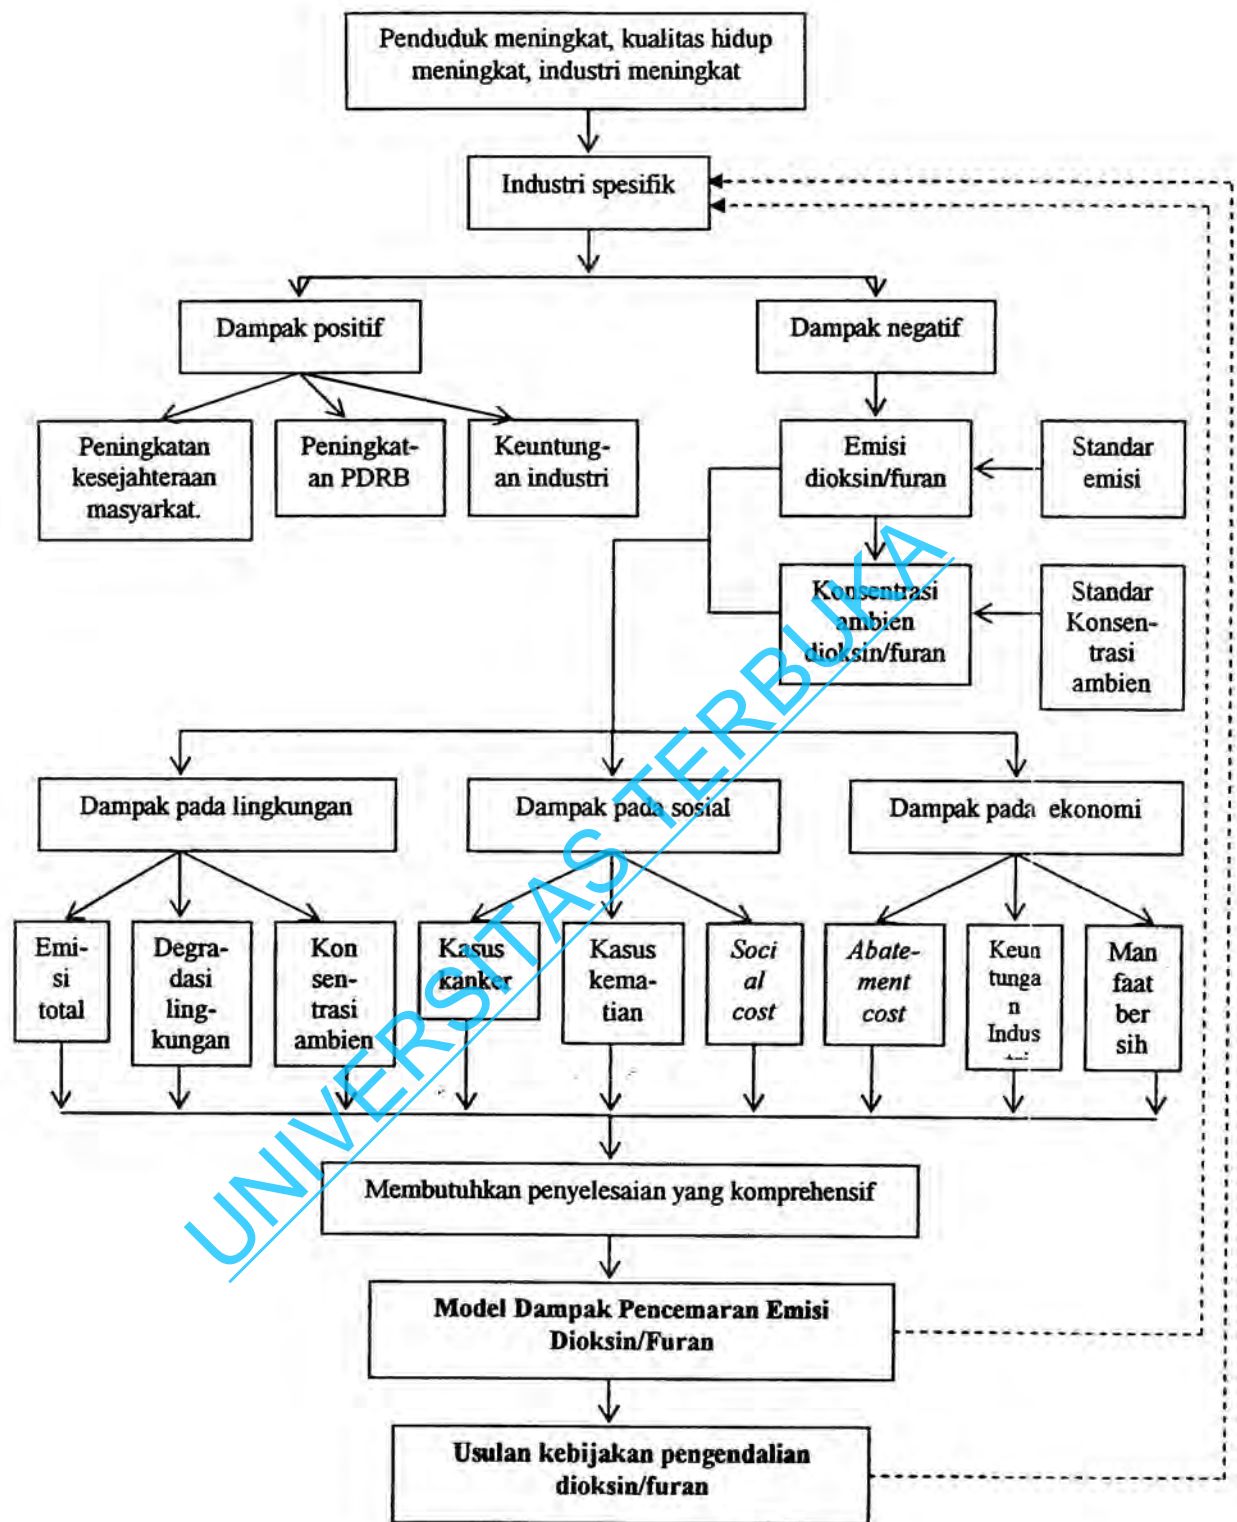 Penduduk meningkat, kualitas hidup
meningkat, industri meningkat
Industri spesifik
Dampak positif
Dampak negatif
Peningkatan
kesejahteraan
masyarkat.
Peningkat-
an PDRB
Keuntung-
an industri
Emisi
dioksin/furan
Standar
emisi
Konsentrasi
ambien
dioksin/furan
Standar
Konsen-
trasi
ambien
Dampak pada lingkungan
Dampak pada sosial
Dampak pada ekonomi
Emi-
si
total
Degra-
dasi
ling-
kungan
Kon
sen-
trasi
ambien
Kasus
kanker
Kasus
kema-
tian
Soci
al
cost
Abate-
ment
cost
Keun
tunga
n
Indus
Man
faat
ber
sih
Membutuhkan penyelesaian yang komprehensif
Model Dampak Pencemaran Emisi
Dioksin/Furan
Usulan kebijakan pengendalian
dioksin/furan
UNIVERSITAS TERBUKA